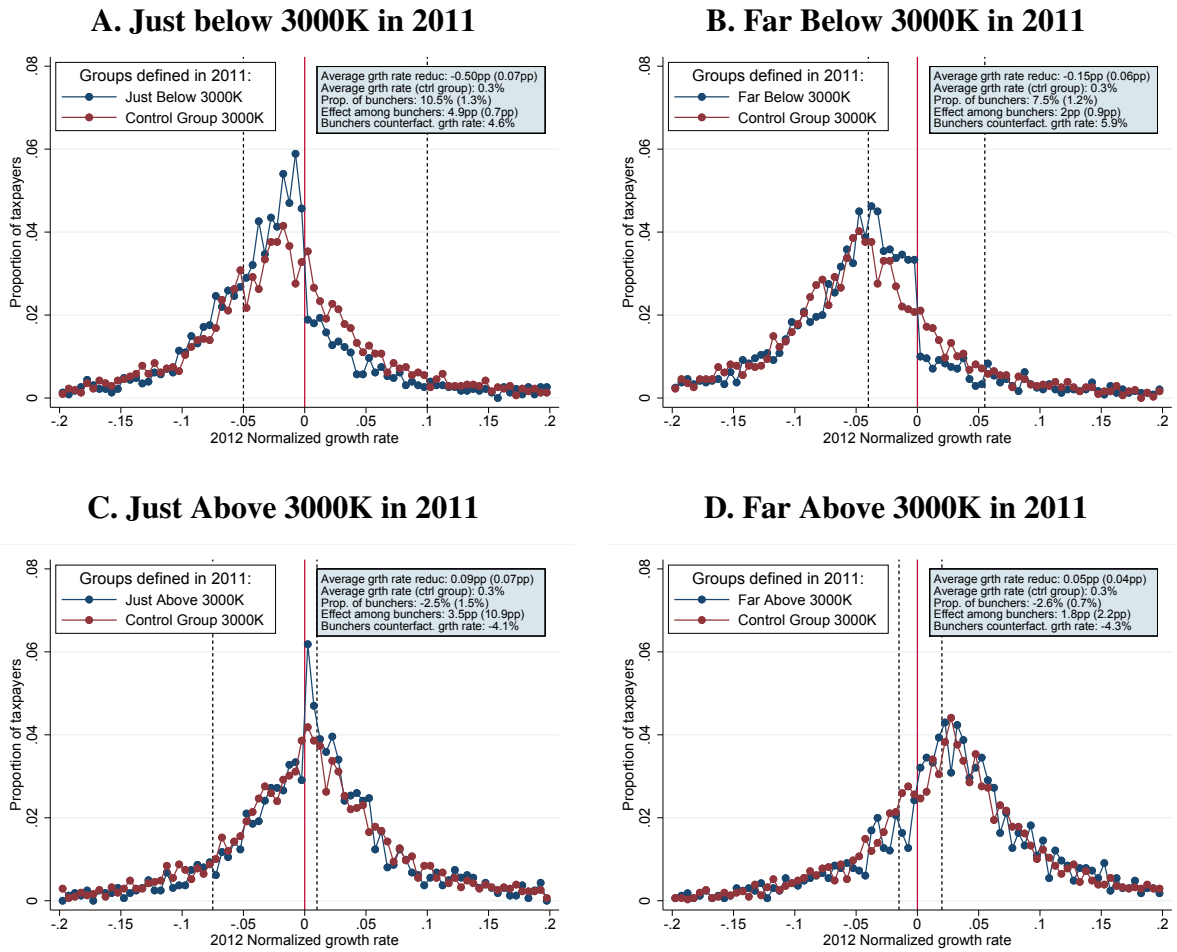 A. Just below 3000K in 2011
Groups defined in 2011:
Just Below 3000K
Control Group 3000K
Average grth rate reduc: -0.50pp (0.07pp)
Average grth rate (ctrl group): 0.3%
Prop. of bunchers: 10.5% (1.3%)
Effect among bunchers: 4.9pp (0.7pp)
Bunchers counterfact. grth rate: 4.6%
Proportion of taxpayers
0
.02
.04
.06
.08
-.2
-.15
-.1
-.05
0
.05
.1
.15
.2
2012 Normalized growth rate
B. Far Below 3000K in 2011
Groups defined in 2011:
Far Below 3000K
Control Group 3000K
Average grth rate reduc: -0.15pp (0.06pp)
Average grth rate (ctrl group): 0.3%
Prop. of bunchers: 7.5% (1.2%)
Effect among bunchers: 2pp (0.9pp)
Bunchers counterfact. grth rate: 5.9%
Proportion of taxpayers
0
.02
.04
.06
.08
-.2
-.15
-.1
-.05
0
.05
.1
.15
.2
2012 Normalized growth rate
C. Just Above 3000K in 2011
Groups defined in 2011:
Just Above 3000K
Control Group 3000K
Average grth rate reduc: 0.09pp (0.07pp)
Average grth rate (ctrl group): 0.3%
Prop. of bunchers: -2.5% (1.5%)
Effect among bunchers: 3.5pp (10.9pp)
Bunchers counterfact. grth rate: -4.1%
Proportion of taxpayers
0
.02
.04
.06
.08
-.2
-.15
-.1
-.05
0
.05
.1
.15
.2
2012 Normalized growth rate
D. Far Above 3000K in 2011
Groups defined in 2011:
Far Above 3000K
Control Group 3000K
Average grth rate reduc: 0.05pp (0.04pp)
Average grth rate (ctrl group): 0.3%
Prop. of bunchers: -2.6% (0.7%)
Effect among bunchers: 1.8pp (2.2pp)
Bunchers counterfact. grth rate: -4.3%
Proportion of taxpayers
0
.02
.04
.06
.08
-.2
-.15
-.1
-.05
0
.05
.1
.15
.2
2012 Normalized growth rate